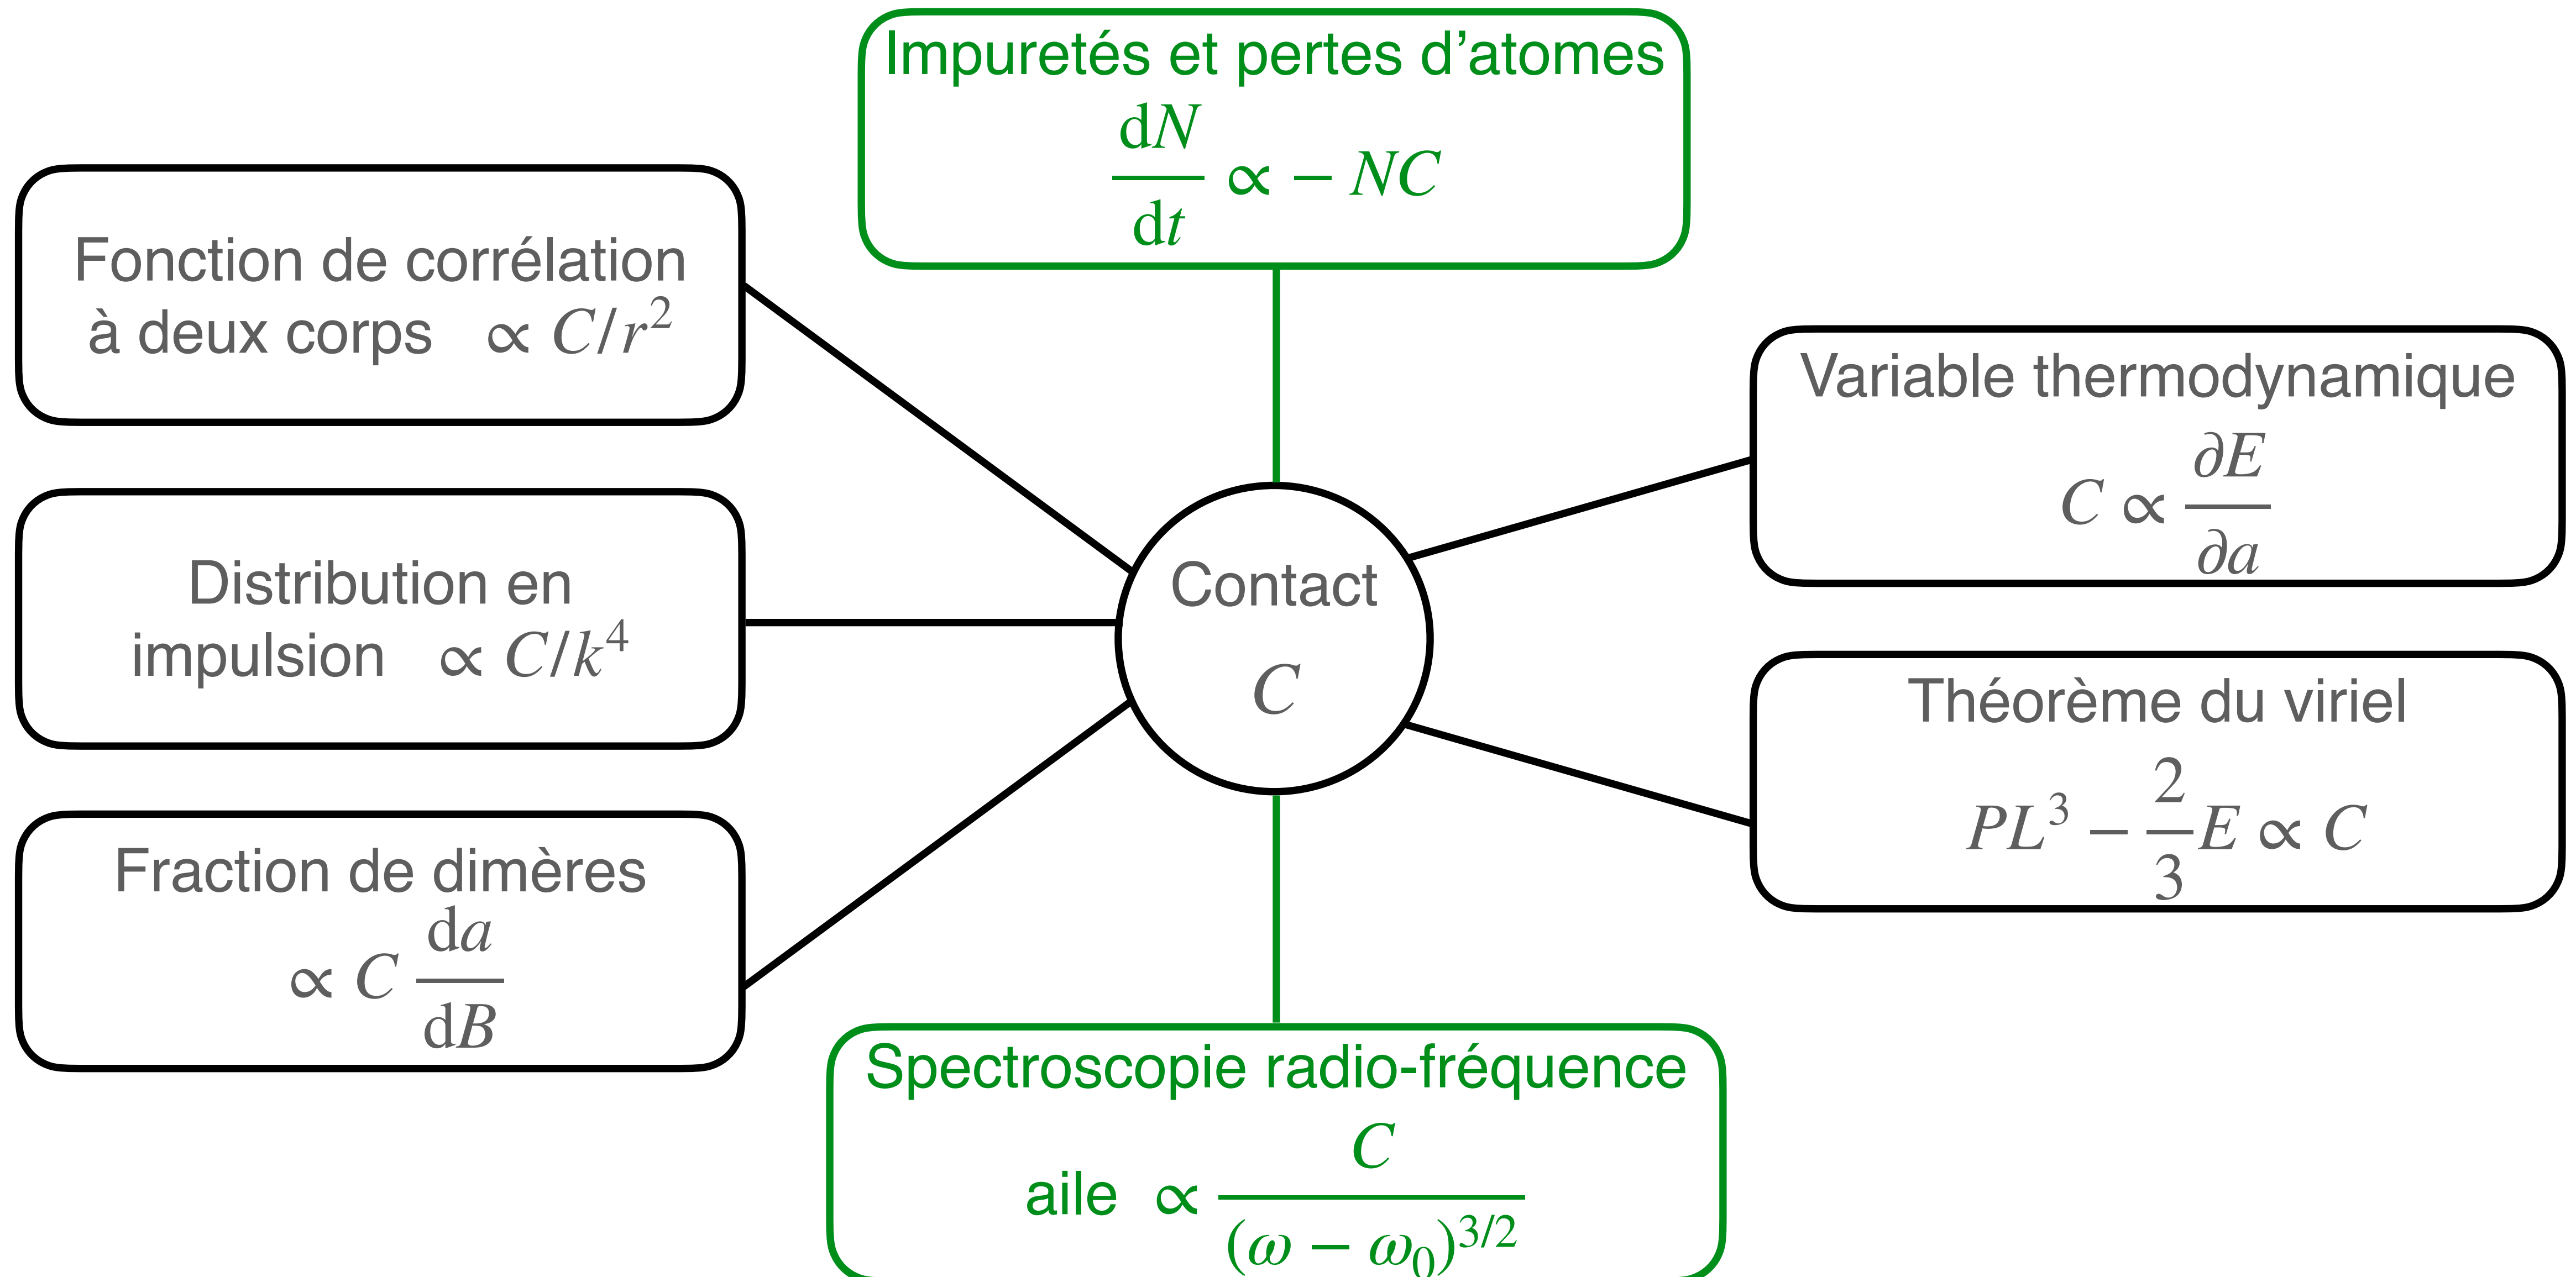 Impuretés et pertes d’atomes
dN/dt ∝ − NC
Fonction de corrélation
à deux corps ∝ C/r²
Distribution en
impulsion ∝ C/k⁴
Fraction de dimères
∝ C da/dB
Contact
C
Variable thermodynamique
C ∝ ∂E/∂a
Théorème du viriel
PL³ − 2/3 E ∝ C
Spectroscopie radio-fréquence
aile ∝ C/(ω − ω₀)^{3/2}